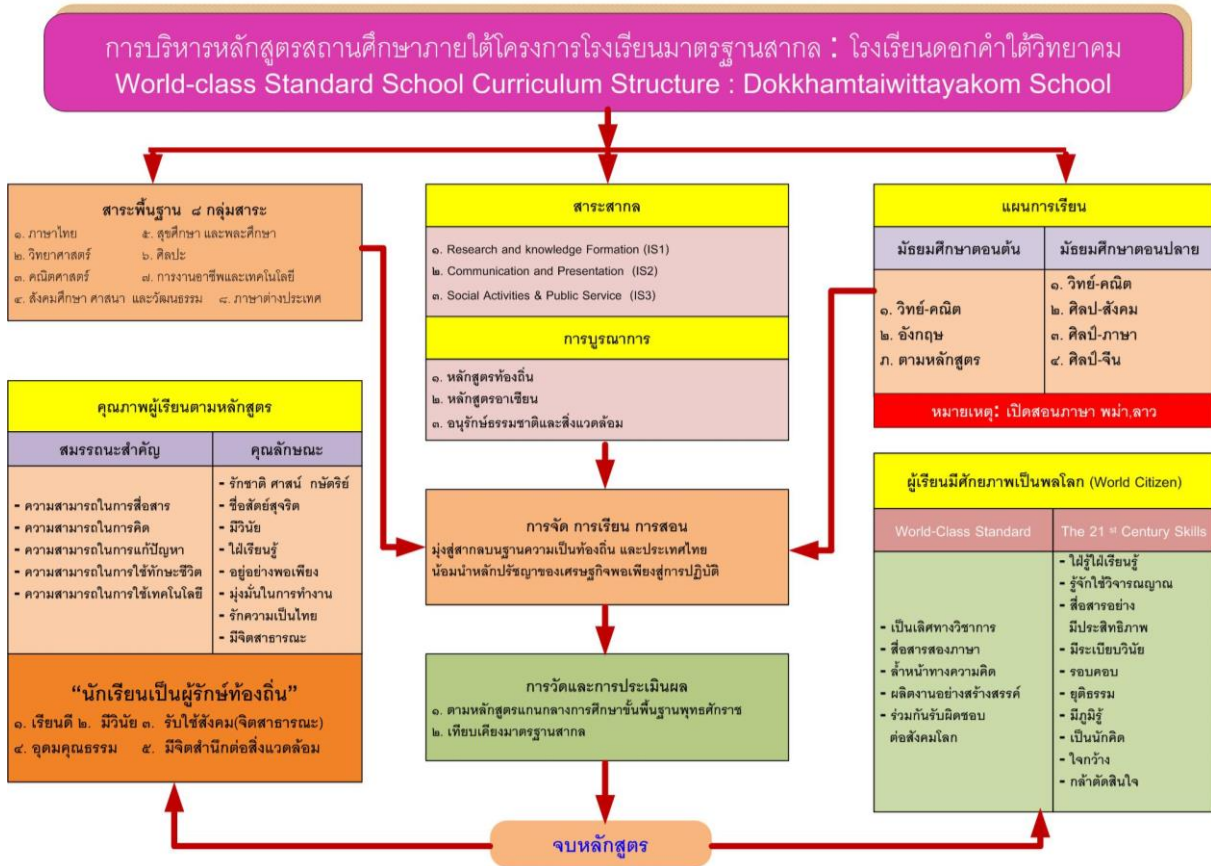 การบริหารหลักสูตรสถานศึกษาภายใต้โครงการโรงเรียนมาตรฐานสากล : โรงเรียนดอกคำใต้วิทยาคม
World-class Standard School Curriculum Structure : Dokkhamtaiwittayakom School
สาระพื้นฐาน ๘ กลุ่มสาระ
๑. ภาษาไทย ๕. สุขศึกษา และพละศึกษา
๒. วิทยาศาสตร์ ๖. ศิลปะ
๓. คณิตศาสตร์ ๗. การงานอาชีพและเทคโนโลยี
๔. สังคมศึกษา ศาสนา และวัฒนธรรม ๘. ภาษาต่างประเทศ
สาระสากล
๑. Research and knowledge Formation (IS1)
๒. Communication and Presentation (IS2)
๓. Social Activities & Public Service (IS3)
การบูรณาการ
๑. หลักสูตรท้องถิ่น
๒. หลักสูตรอาเซียน
๓. อนุรักษ์ธรรมชาติและสิ่งแวดล้อม
แผนการเรียน
มัธยมศึกษาตอนต้น
๑. วิทย์-คณิต
๒. อังกฤษ
ภ. ตามหลักสูตร
มัธยมศึกษาตอนปลาย
๑. วิทย์-คณิต
๒. ศิลป-สังคม
๓. ศิลป์-ภาษา
๔. ศิลป์-จีน
หมายเหตุ: เปิดสอนภาษา พม่า,ลาว
คุณภาพผู้เรียนตามหลักสูตร
สมรรถนะสำคัญ
- ความสามารถในการสื่อสาร
- ความสามารถในการคิด
- ความสามารถในการแก้ปัญหา
- ความสามารถในการใช้ทักษะชีวิต
- ความสามารถในการใช้เทคโนโลยี
คุณลักษณะ
- รักชาติ ศาสน์ กษัตริย์
- ซื่อสัตย์สุจริต
- มีวินัย
- ใฝ่เรียนรู้
- อยู่อย่างพอเพียง
- มุ่งมั่นในการทำงาน
- รักความเป็นไทย
- มีจิตสาธารณะ
“นักเรียนเป็นผู้รักษ์ท้องถิ่น”
๑. เรียนดี ๒. มีวินัย ๓. รับใช้สังคม(จิตสาธารณะ)
๔. อุดมคุณธรรม ๕. มีจิตสำนึกต่อสิ่งแวดล้อม
การจัด การเรียน การสอน
มุ่งสู่สากลบนฐานความเป็นท้องถิ่น และประเทศไทย
น้อมนำหลักปรัชญาของเศรษฐกิจพอเพียงสู่การปฏิบัติ
การวัดและการประเมินผล
๑. ตามหลักสูตรแกนกลางการศึกษาขั้นพื้นฐานพุทธศักราช
๒. เทียบเคียงมาตรฐานสากล
ผู้เรียนมีศักยภาพเป็นพลโลก (World Citizen)
World-Class Standard
- เป็นเลิศทางวิชาการ
- สื่อสารสองภาษา
- ล้ำหน้าทางความคิด
- ผลิตงานอย่างสร้างสรรค์
- ร่วมกันรับผิดชอบ
ต่อสังคมโลก
The 21 st Century Skills
- ใฝ่รู้ใฝ่เรียนรู้
- รู้จักใช้วิจารณญาณ
- สื่อสารอย่าง
มีประสิทธิภาพ
- มีระเบียบวินัย
- รอบคอบ
- ยุติธรรม
- มีภูมิรู้
- เป็นนักคิด
- ใจกว้าง
- กล้าตัดสินใจ
จบหลักสูตร